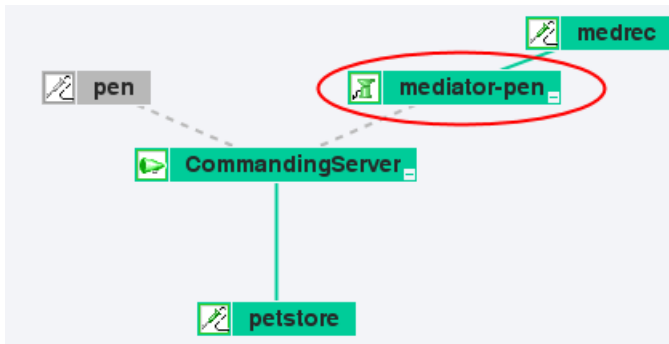 medrec
pen
mediator-pen
CommandingServer
petstore